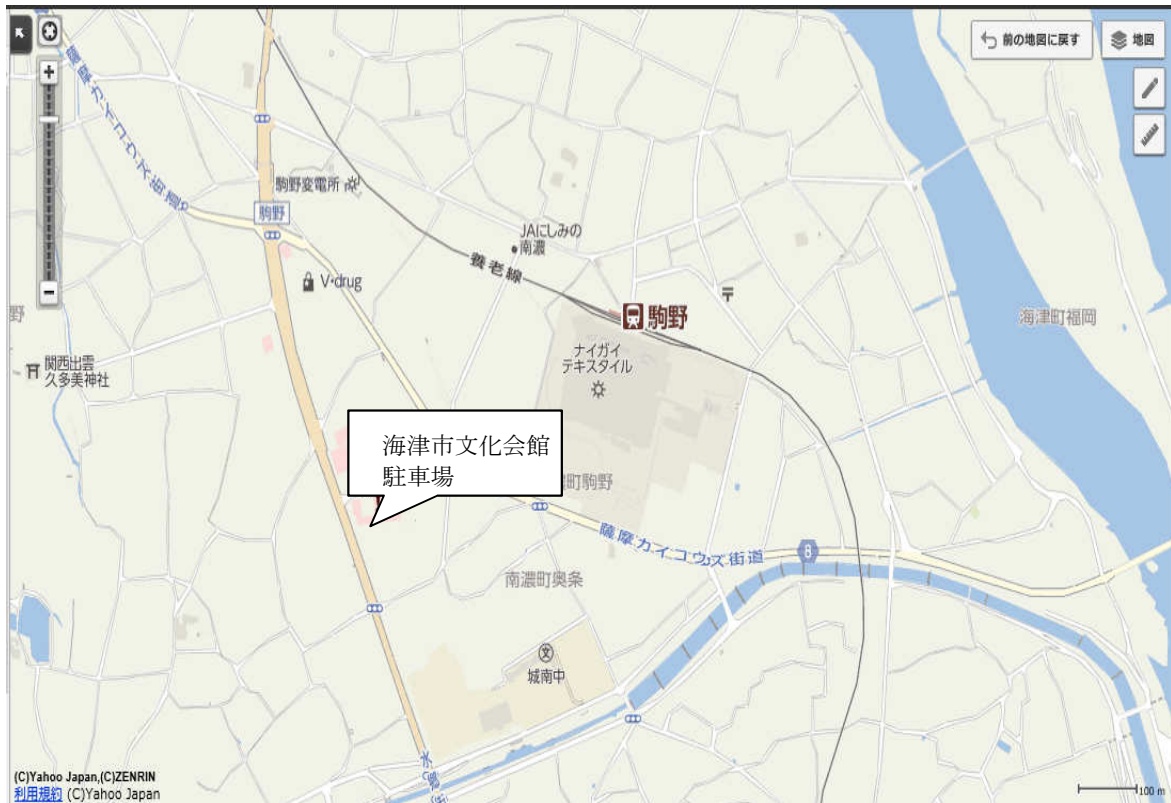 前の地図に戻す
地図
薩摩カイコウズ街道
駒野変電所
駒野
JAにしみの
南濃
養老線
V・drug
駒野
〒
海津町福岡
野
関西出雲
久多美神社
ナイガイ
テキスタイル
海津市文化会館
駐車場
町駒野
薩摩カイコウズ街道
8
南濃町奥条
文
城南中
(C)Yahoo Japan,(C)ZENRIN
利用規約 (C)Yahoo Japan
100 m